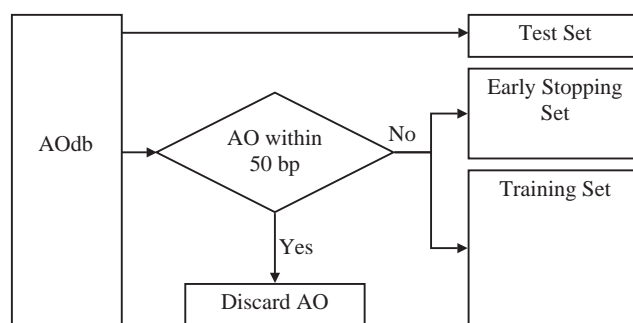 Test Set
Early Stopping
Set
AOdb
AO within
50 bp
No
Training Set
Yes
Discard AO